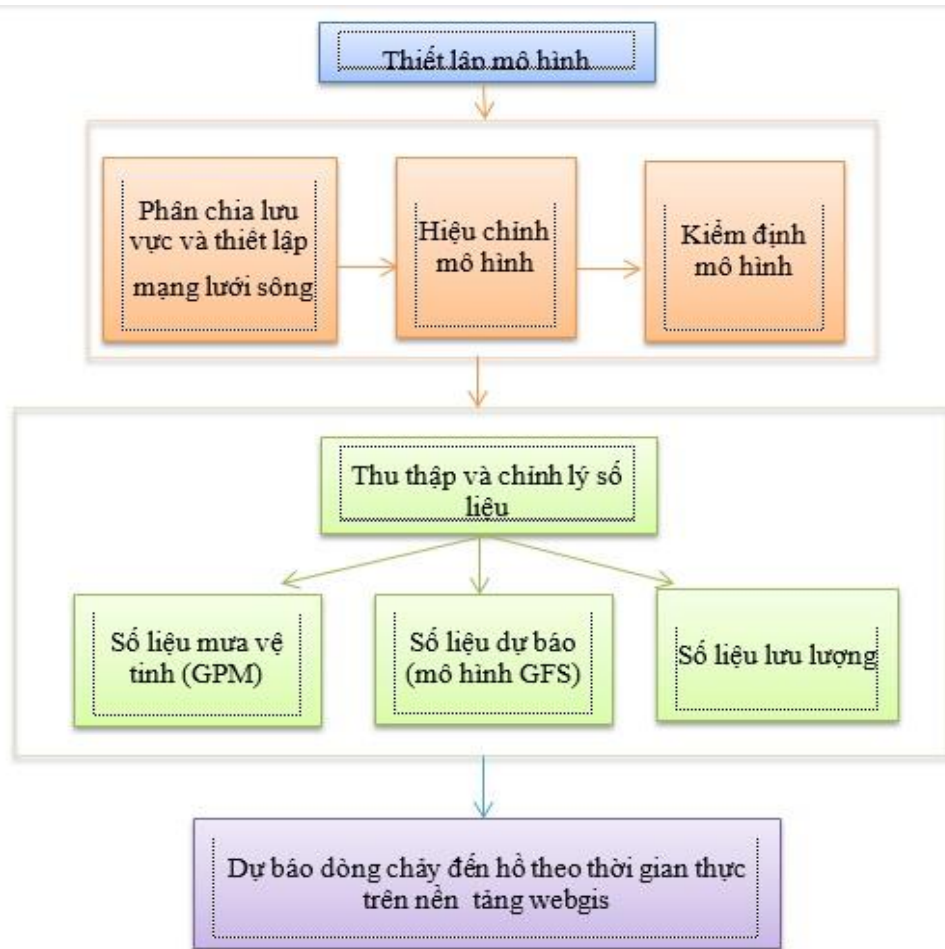 Thiết lập mô hình
Phân chia lưu
vực và thiết lập
mạng lưới sông
Hiệu chỉnh
mô hình
Kiểm định
mô hình
Thu thập và chỉnh lý số
liệu
Số liệu mưa vệ
tinh (GPM)
Số liệu dự báo
(mô hình GFS)
Số liệu lưu lượng
Dự báo dòng chảy đến hồ theo thời gian thực
trên nền tảng webgis